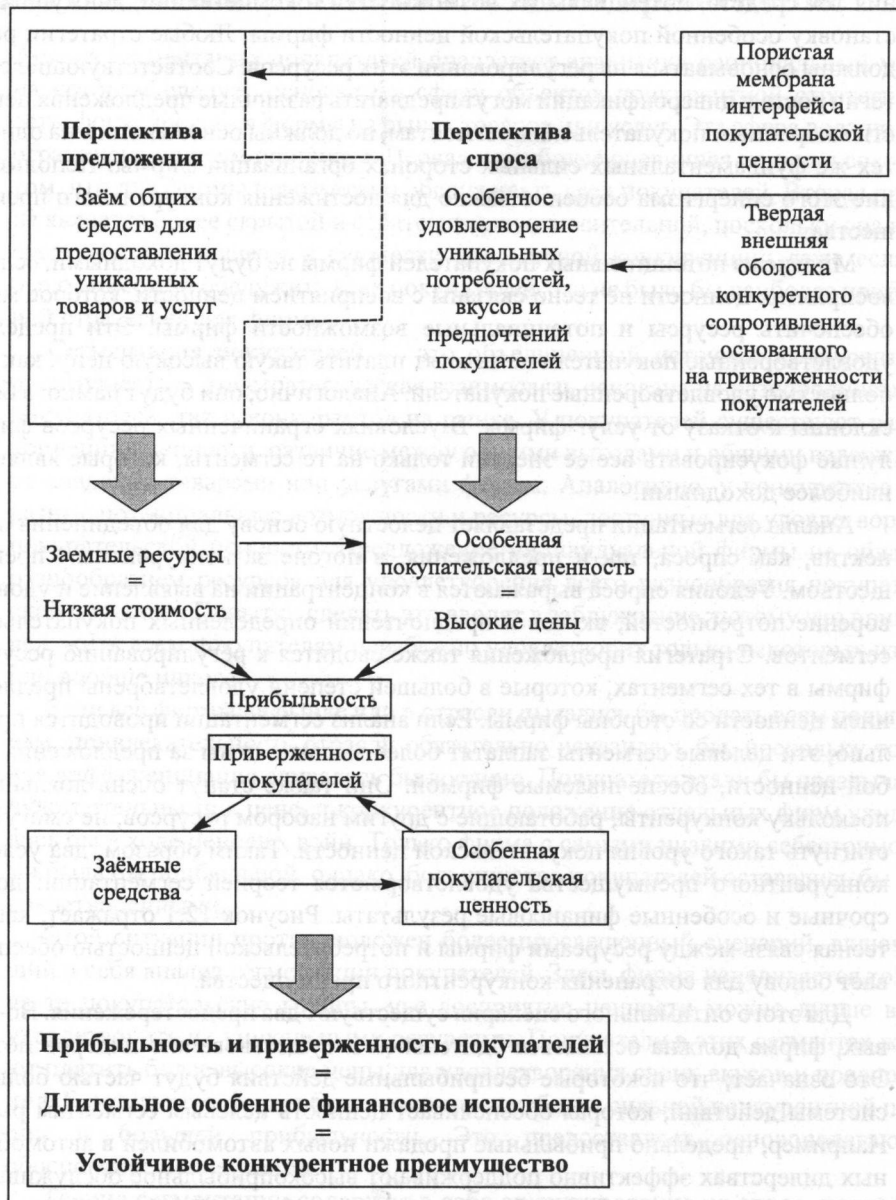 Перспектива
предложения
Заём общих
средств для
предоставления
уникальных
товаров и услуг
Перспектива
спроса
Особенное
удовлетворение
уникальных
потребностей,
вкусов и
предпочтений
покупателей
Пористая
мембрана
интерфейса
покупательской
ценности
Твердая
внешняя
оболочка
конкурентного
сопротивления,
основанного
на приверженности
покупателей
Заемные ресурсы
=
Низкая стоимость
Особенная
покупательская ценность
=
Высокие цены
Прибыльность
Приверженность
покупателей
Заёмные
средства
Особенная
покупательская
ценность
Прибыльность и приверженность покупателей
=
Длительное особенное финансовое исполнение
=
Устойчивое конкурентное преимущество